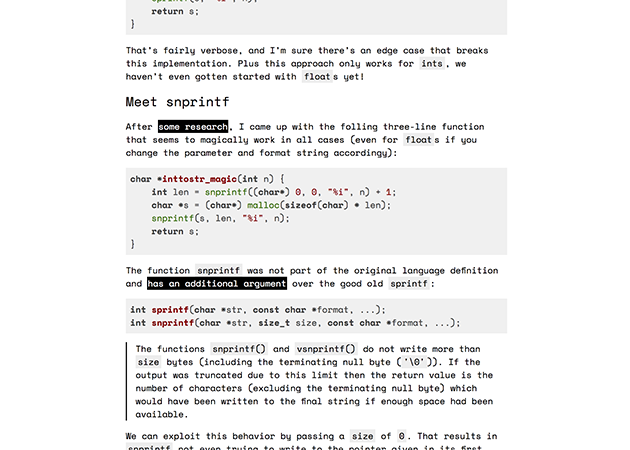 return s;
}
That's fairly verbose, and I'm sure there's an edge case that breaks
this implementation. Plus this approach only works for ints, we
haven't even gotten started with floats yet!
Meet snprintf
After some research, I came up with the folling three-line function
that seems to magically work in all cases (even for floats if you
change the parameter and format string accordingy):
char *inttostr_magic(int n) {
int len = snprintf((char*) 0, 0, "%i", n) + 1;
char *s = (char*) malloc(sizeof(char) * len);
snprintf(s, len, "%i", n);
return s;
}
The function snprintf was not part of the original language definition
and has an additional argument over the good old sprintf:
int sprintf(char *str, const char *format, ...);
int snprintf(char *str, size_t size, const char *format, ...);
The functions snprintf() and vsnprintf() do not write more than
size bytes (including the terminating null byte ('\0')). If the
output was truncated due to this limit then the return value is the
number of characters (excluding the terminating null byte) which
would have been written to the final string if enough space had been
available.
We can exploit this behavior by passing a size of 0. That results in
snprintf not even trying to write to the pointer given in its first